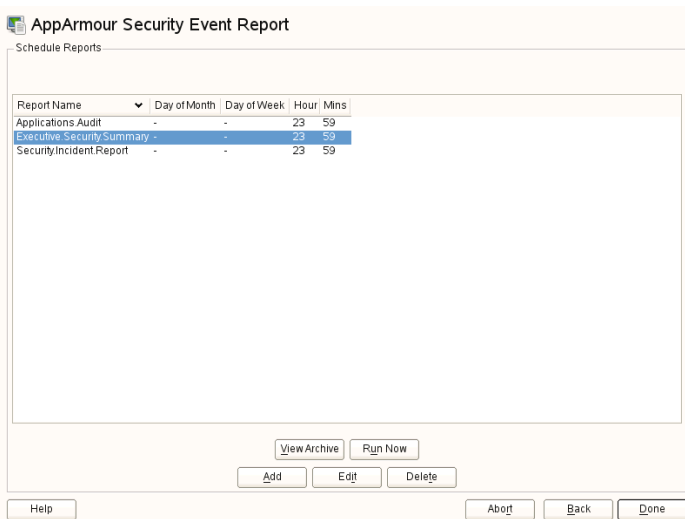 AppArmour Security Event Report
Schedule Reports
Report Name Day of Month Day of Week Hour Mins
Applications.Audit - - 23 59
Executive.Security.Summary - - 23 59
Security.Incident.Report - - 23 59
View Archive Run Now
Add Edit Delete
Help Abort Back Done